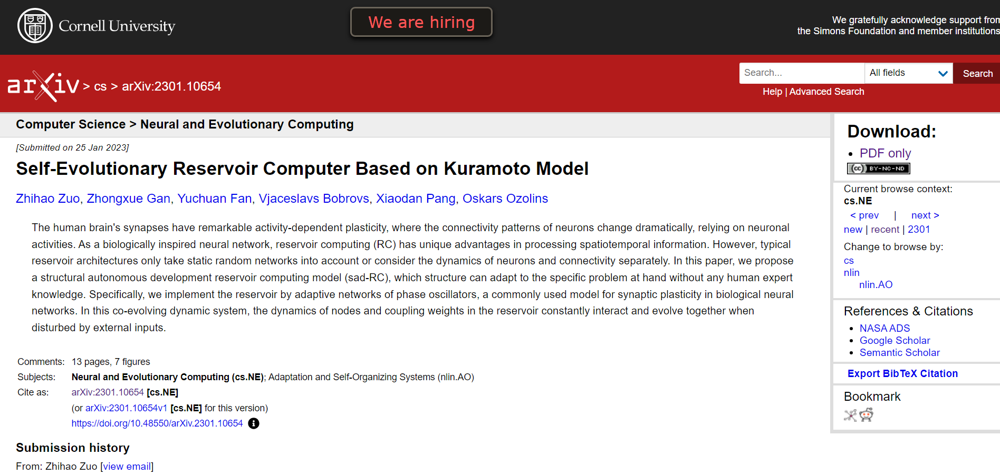 Cornell University
We are hiring
We gratefully acknowledge support from
the Simons Foundation and member institutions
arXiv > cs > arXiv:2301.10654
Search...
All fields
Search
Help | Advanced Search
Computer Science > Neural and Evolutionary Computing
[Submitted on 25 Jan 2023]
Self-Evolutionary Reservoir Computer Based on Kuramoto Model
Zhihao Zuo, Zhongxue Gan, Yuchuan Fan, Vjaceslavs Bobrovs, Xiaodan Pang, Oskars Ozolins
The human brain's synapses have remarkable activity-dependent plasticity, where the connectivity patterns of neurons change dramatically, relying on neuronal
activities. As a biologically inspired neural network, reservoir computing (RC) has unique advantages in processing spatiotemporal information. However, typical
reservoir architectures only take static random networks into account or consider the dynamics of neurons and connectivity separately. In this paper, we propose
a structural autonomous development reservoir computing model (sad-RC), which structure can adapt to the specific problem at hand without any human expert
knowledge. Specifically, we implement the reservoir by adaptive networks of phase oscillators, a commonly used model for synaptic plasticity in biological neural
networks. In this co-evolving dynamic system, the dynamics of nodes and coupling weights in the reservoir constantly interact and evolve together when
disturbed by external inputs.
Comments: 13 pages, 7 figures
Subjects: Neural and Evolutionary Computing (cs.NE); Adaptation and Self-Organizing Systems (nlin.AO)
Cite as: arXiv:2301.10654 [cs.NE]
(or arXiv:2301.10654v1 [cs.NE] for this version)
https://doi.org/10.48550/arXiv.2301.10654
Submission history
From: Zhihao Zuo [view email]
Download:
PDF only
(cc) BY-NC-ND
Current browse context:
cs.NE
< prev | next >
new | recent | 2301
Change to browse by:
cs
nlin
nlin.AO
References & Citations
NASA ADS
Google Scholar
Semantic Scholar
Export BibTeX Citation
Bookmark